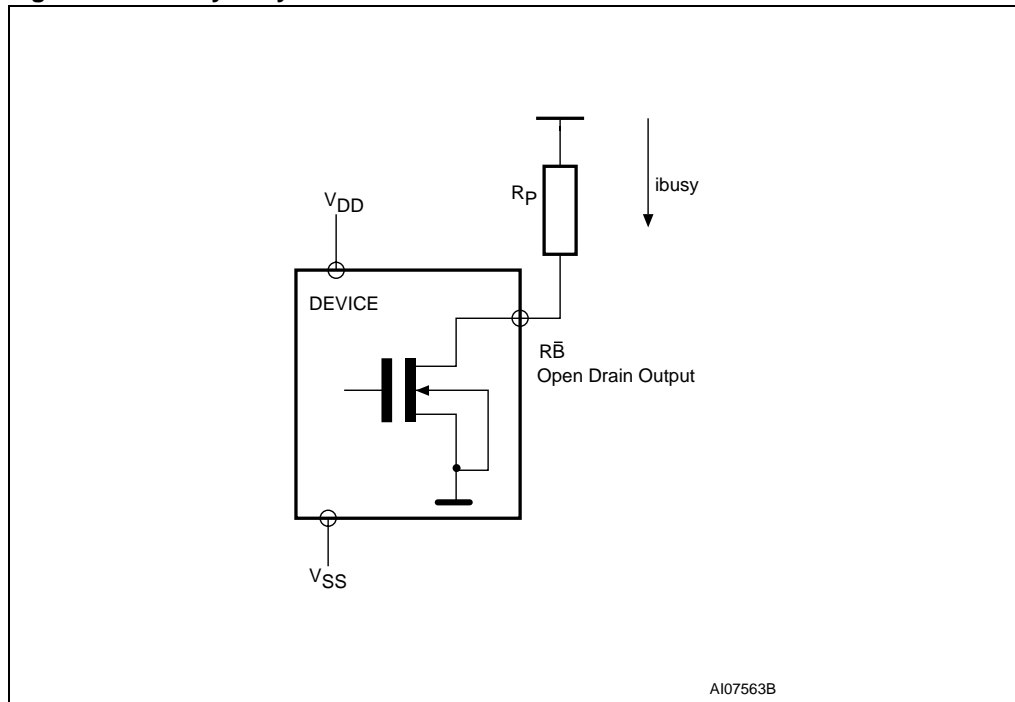 RP
ibusy
VDD
DEVICE
RB̅
Open Drain Output
VSS
AI07563B